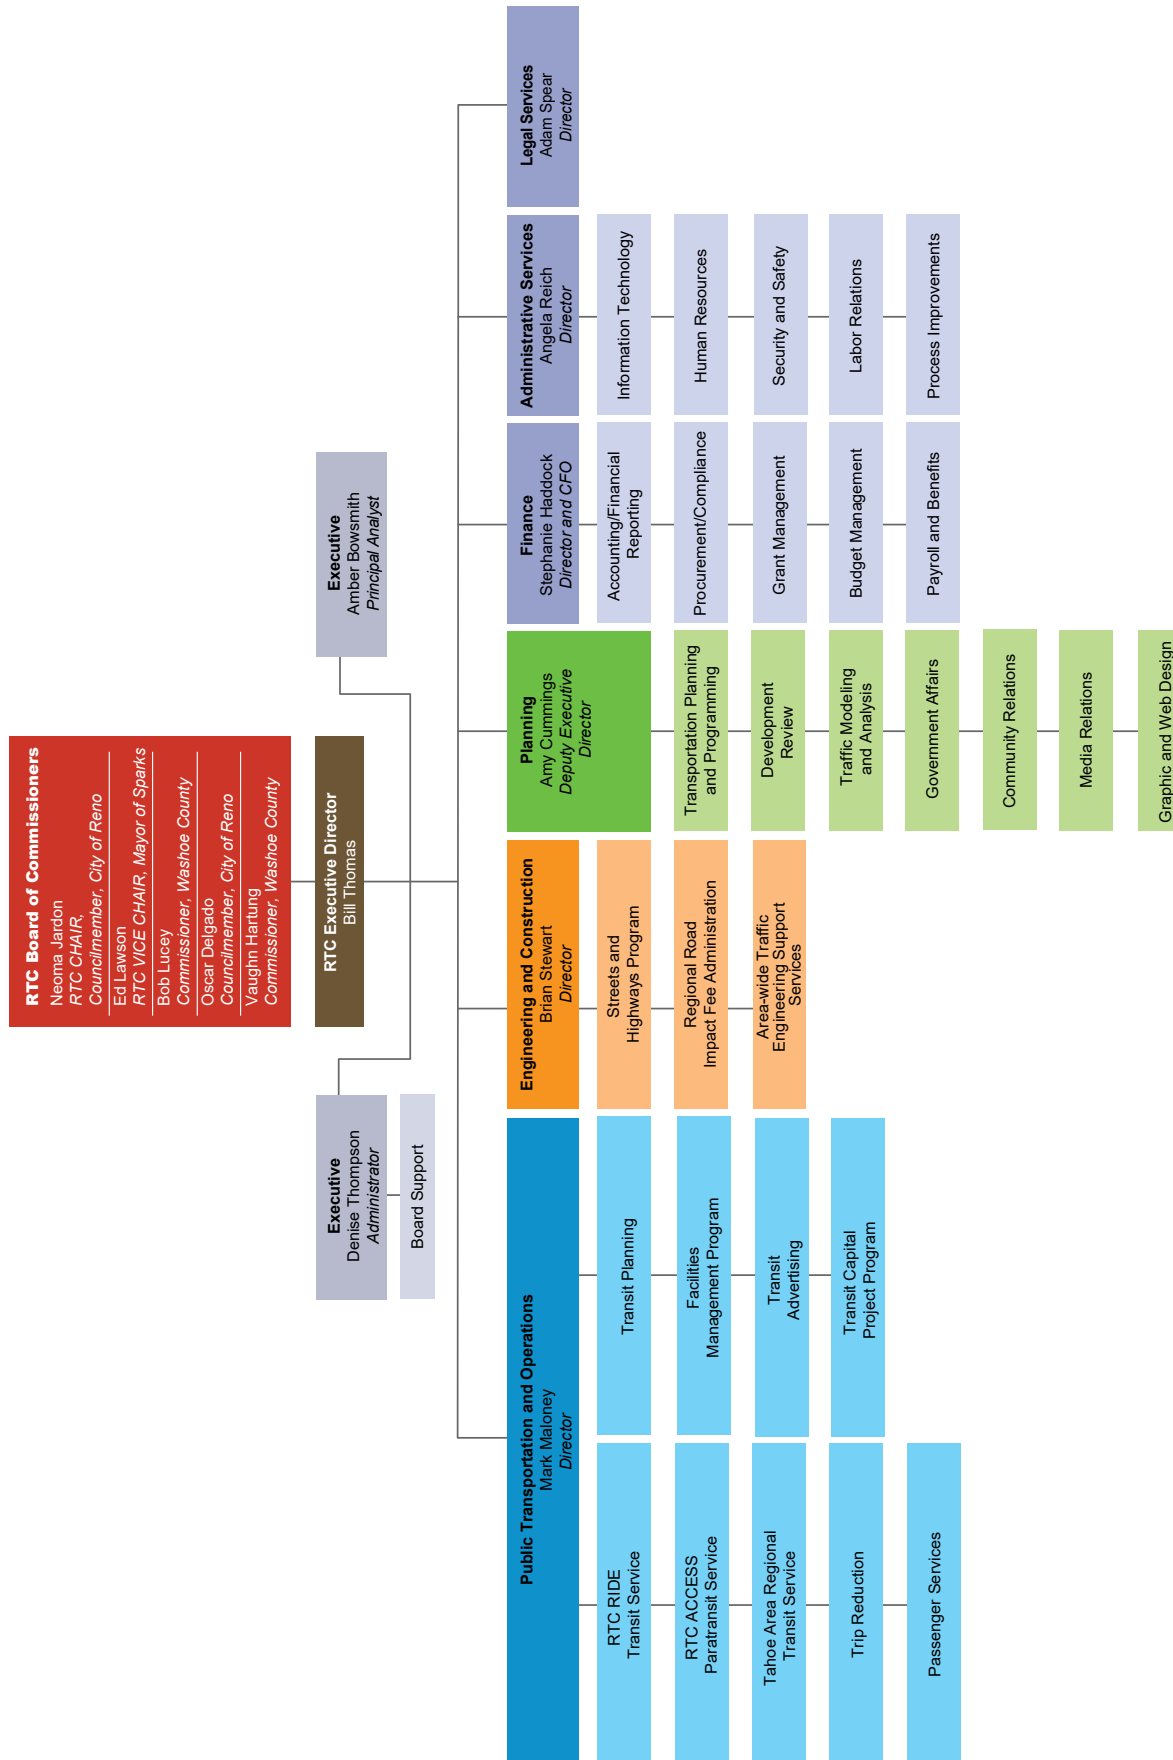 RTC Board of Commissioners
Neoma Jardon
RTC CHAIR,
Councilmember, City of Reno
Ed Lawson
RTC VICE CHAIR, Mayor of Sparks
Bob Lucey
Commissioner, Washoe County
Oscar Delgado
Councilmember, City of Reno
Vaughn Hartung
Commissioner, Washoe County
RTC Executive Director
Bill Thomas
Executive
Denise Thompson
Administrator
Board Support
Executive
Amber Bowsmith
Principal Analyst
Public Transportation and Operations
Mark Maloney
Director
RTC RIDE
Transit Service
RTC ACCESS
Paratransit Service
Tahoe Area Regional
Transit Service
Trip Reduction
Passenger Services
Transit Planning
Facilities
Management Program
Transit
Advertising
Transit Capital
Project Program
Engineering and Construction
Brian Stewart
Director
Streets and
Highways Program
Regional Road
Impact Fee Administration
Area-wide Traffic
Engineering Support
Services
Planning
Amy Cummings
Deputy Executive
Director
Transportation Planning
and Programming
Development
Review
Traffic Modeling
and Analysis
Government Affairs
Community Relations
Media Relations
Graphic and Web Design
Finance
Stephanie Haddock
Director and CFO
Accounting/Financial
Reporting
Procurement/Compliance
Grant Management
Budget Management
Payroll and Benefits
Administrative Services
Angela Reich
Director
Information Technology
Human Resources
Security and Safety
Labor Relations
Process Improvements
Legal Services
Adam Spear
Director